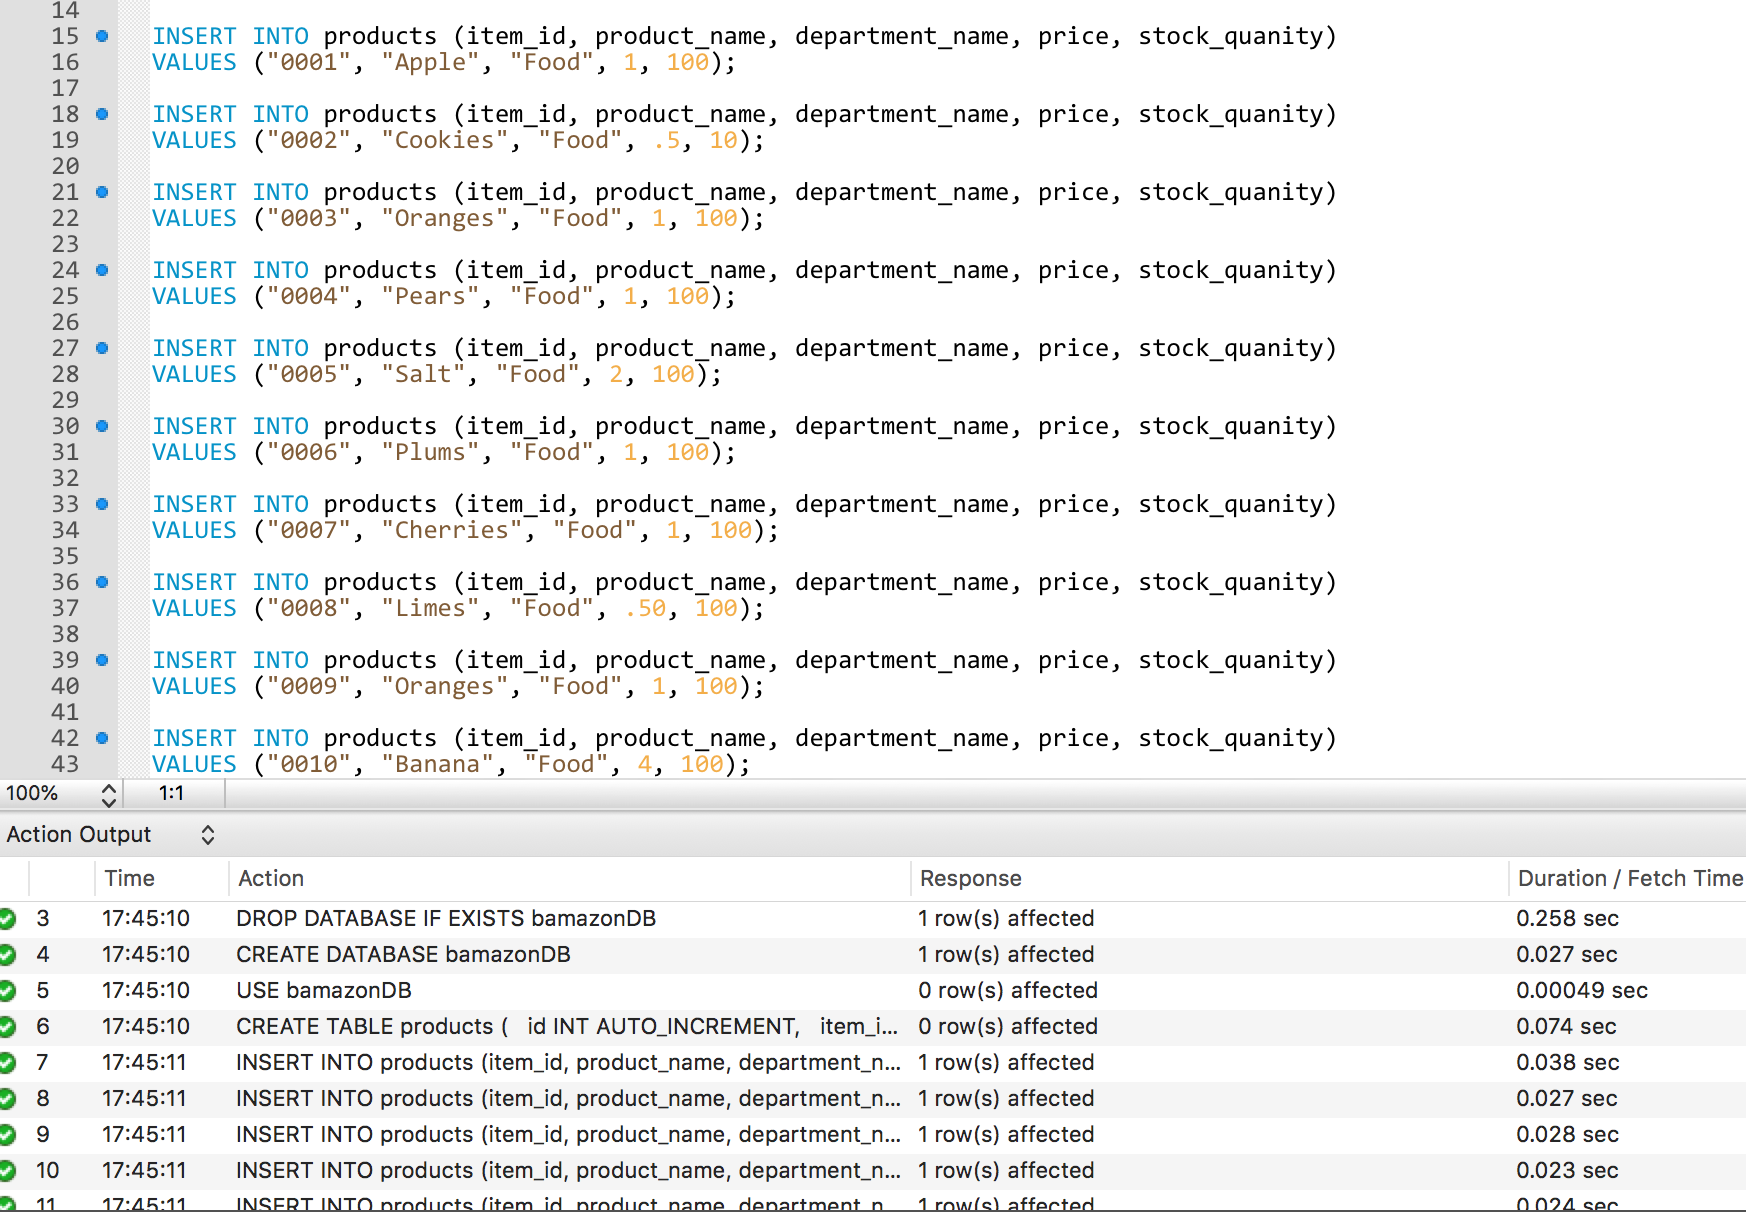 14
15 INSERT INTO products (item_id, product_name, department_name, price, stock_quanity)
16 VALUES ("0001", "Apple", "Food", 1, 100);
17
18 INSERT INTO products (item_id, product_name, department_name, price, stock_quanity)
19 VALUES ("0002", "Cookies", "Food", .5, 10);
20
21 INSERT INTO products (item_id, product_name, department_name, price, stock_quanity)
22 VALUES ("0003", "Oranges", "Food", 1, 100);
23
24 INSERT INTO products (item_id, product_name, department_name, price, stock_quanity)
25 VALUES ("0004", "Pears", "Food", 1, 100);
26
27 INSERT INTO products (item_id, product_name, department_name, price, stock_quanity)
28 VALUES ("0005", "Salt", "Food", 2, 100);
29
30 INSERT INTO products (item_id, product_name, department_name, price, stock_quanity)
31 VALUES ("0006", "Plums", "Food", 1, 100);
32
33 INSERT INTO products (item_id, product_name, department_name, price, stock_quanity)
34 VALUES ("0007", "Cherries", "Food", 1, 100);
35
36 INSERT INTO products (item_id, product_name, department_name, price, stock_quanity)
37 VALUES ("0008", "Limes", "Food", .50, 100);
38
39 INSERT INTO products (item_id, product_name, department_name, price, stock_quanity)
40 VALUES ("0009", "Oranges", "Food", 1, 100);
41
42 INSERT INTO products (item_id, product_name, department_name, price, stock_quanity)
43 VALUES ("0010", "Banana", "Food", 4, 100);
100% 1:1
Action Output
Time Action Response Duration / Fetch Time
3 17:45:10 DROP DATABASE IF EXISTS bamazonDB 1 row(s) affected 0.258 sec
4 17:45:10 CREATE DATABASE bamazonDB 1 row(s) affected 0.027 sec
5 17:45:10 USE bamazonDB 0 row(s) affected 0.00049 sec
6 17:45:10 CREATE TABLE products ( id INT AUTO_INCREMENT, item_i... 0 row(s) affected 0.074 sec
7 17:45:11 INSERT INTO products (item_id, product_name, department_n... 1 row(s) affected 0.038 sec
8 17:45:11 INSERT INTO products (item_id, product_name, department_n... 1 row(s) affected 0.027 sec
9 17:45:11 INSERT INTO products (item_id, product_name, department_n... 1 row(s) affected 0.028 sec
10 17:45:11 INSERT INTO products (item_id, product_name, department_n... 1 row(s) affected 0.023 sec
11 17:45:11 INSERT INTO products (item_id, product_name, department_n... 1 row(s) affected 0.024 sec